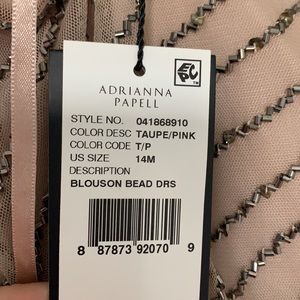 EPC
ADRIANNA
PAPELL
STYLE NO. 041868910
COLOR DESC TAUPE/PINK
COLOR CODE T/P
US SIZE 14M
DESCRIPTION
BLOUSON BEAD DRS
8 87873 92070 9